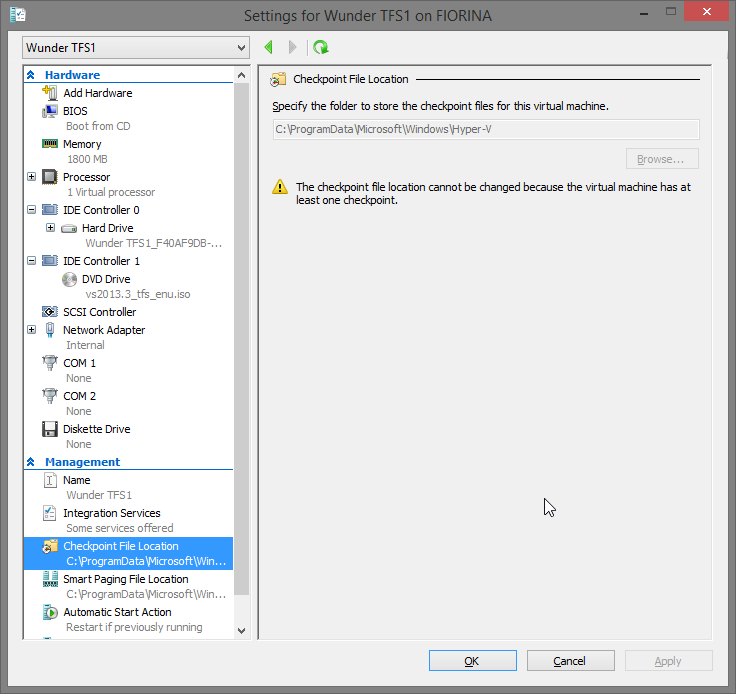 Settings for Wunder TFS1 on FIORINA
Wunder TFS1
Hardware
Add Hardware
BIOS
Boot from CD
Memory
1800 MB
Processor
1 Virtual processor
IDE Controller 0
Hard Drive
Wunder TFS1_F40AF9DB-...
IDE Controller 1
DVD Drive
vs2013.3_tfs_enu.iso
SCSI Controller
Network Adapter
Internal
COM 1
None
COM 2
None
Diskette Drive
None
Management
Name
Wunder TFS1
Integration Services
Some services offered
Checkpoint File Location
C:\ProgramData\Microsoft\Win...
Smart Paging File Location
C:\ProgramData\Microsoft\Win...
Automatic Start Action
Restart if previously running
Checkpoint File Location
Specify the folder to store the checkpoint files for this virtual machine.
C:\ProgramData\Microsoft\Windows\Hyper-V
Browse...
The checkpoint file location cannot be changed because the virtual machine has at
least one checkpoint.
OK
Cancel
Apply